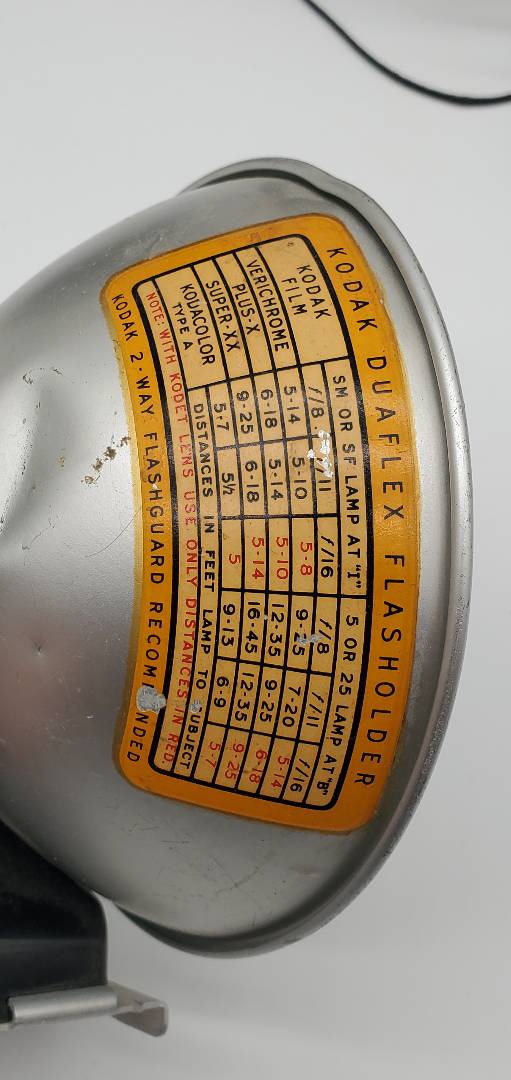 KODAK DUAFLEX FLASHOLDER
KODAK FILM SM OR SF LAMP AT "I" 5 OR 25 LAMP AT "B"
f/8 f/11 f/16 f/8 f/11 f/16
VERICHROME 5-14 5-10 5-8 7-20 5-14
PLUS-X 6-18 5-14 5-10 12-35 9-25 6-18
SUPER-XX 9-25 6-18 5-14 16-45 12-35 9-25
KODACOLOR TYPE A 5-7 5½ 5 9-13 6-9 5-7
DISTANCES IN FEET LAMP TO SUBJECT
NOTE: WITH KODET LENS USE ONLY DISTANCES IN RED.
KODAK 2-WAY FLASHGUARD